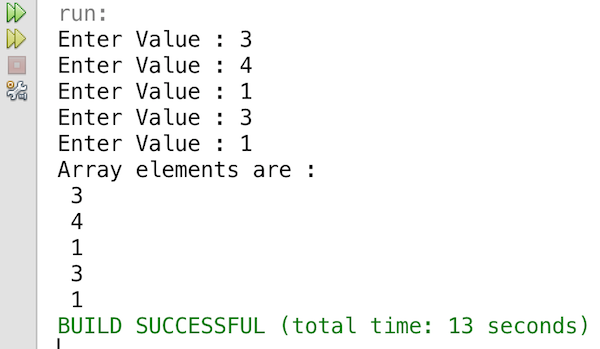 run:
Enter Value : 3
Enter Value : 4
Enter Value : 1
Enter Value : 3
Enter Value : 1
Array elements are :
3
4
1
3
1
BUILD SUCCESSFUL (total time: 13 seconds)